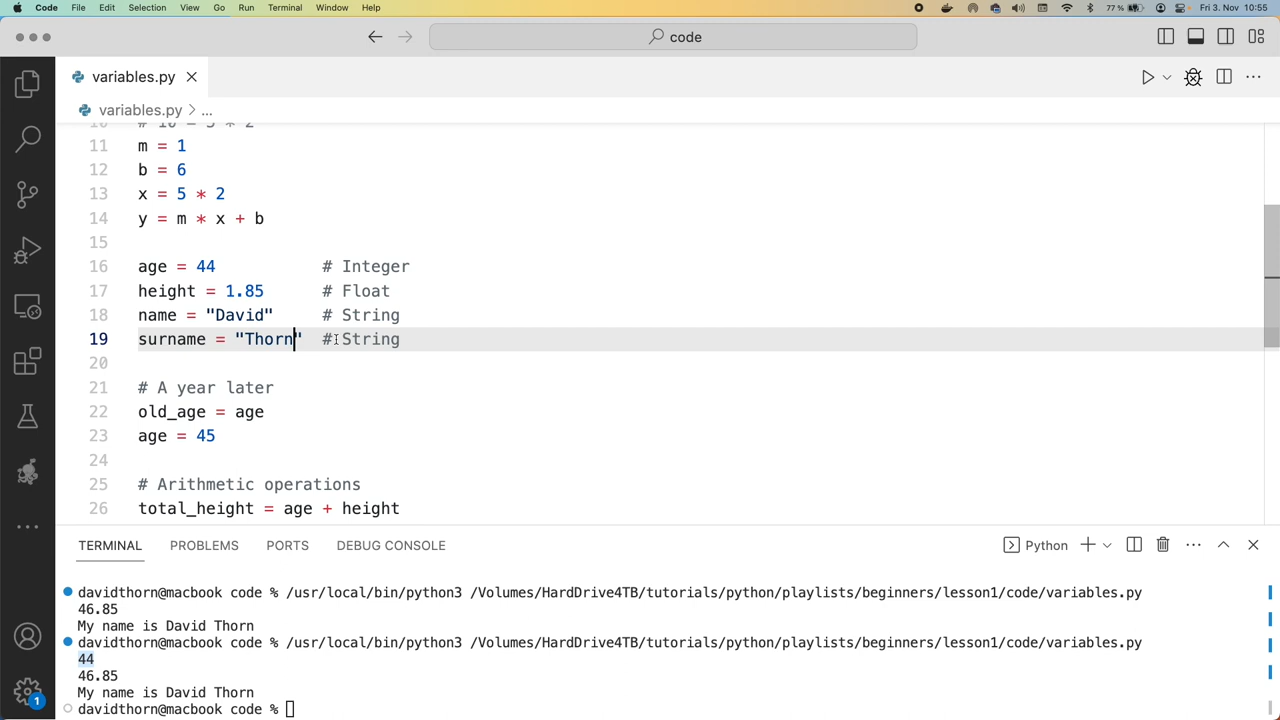 Code File Edit Selection View Go Run Terminal Window Help 77 % Fri 3. Nov 10:55
code
variables.py
variables.py > ...
10 # 10 = 5 * 2
11 m = 1
12 b = 6
13 x = 5 * 2
14 y = m * x + b
15
16 age = 44 # Integer
17 height = 1.85 # Float
18 name = "David" # String
19 surname = "Thorn" # String
20
21 # A year later
22 old_age = age
23 age = 45
24
25 # Arithmetic operations
26 total_height = age + height
TERMINAL PROBLEMS PORTS DEBUG CONSOLE Python
davidthorn@macbook code % /usr/local/bin/python3 /Volumes/HardDrive4TB/tutorials/python/playlists/beginners/lesson1/code/variables.py
46.85
My name is David Thorn
davidthorn@macbook code % /usr/local/bin/python3 /Volumes/HardDrive4TB/tutorials/python/playlists/beginners/lesson1/code/variables.py
44
46.85
My name is David Thorn
1
davidthorn@macbook code %